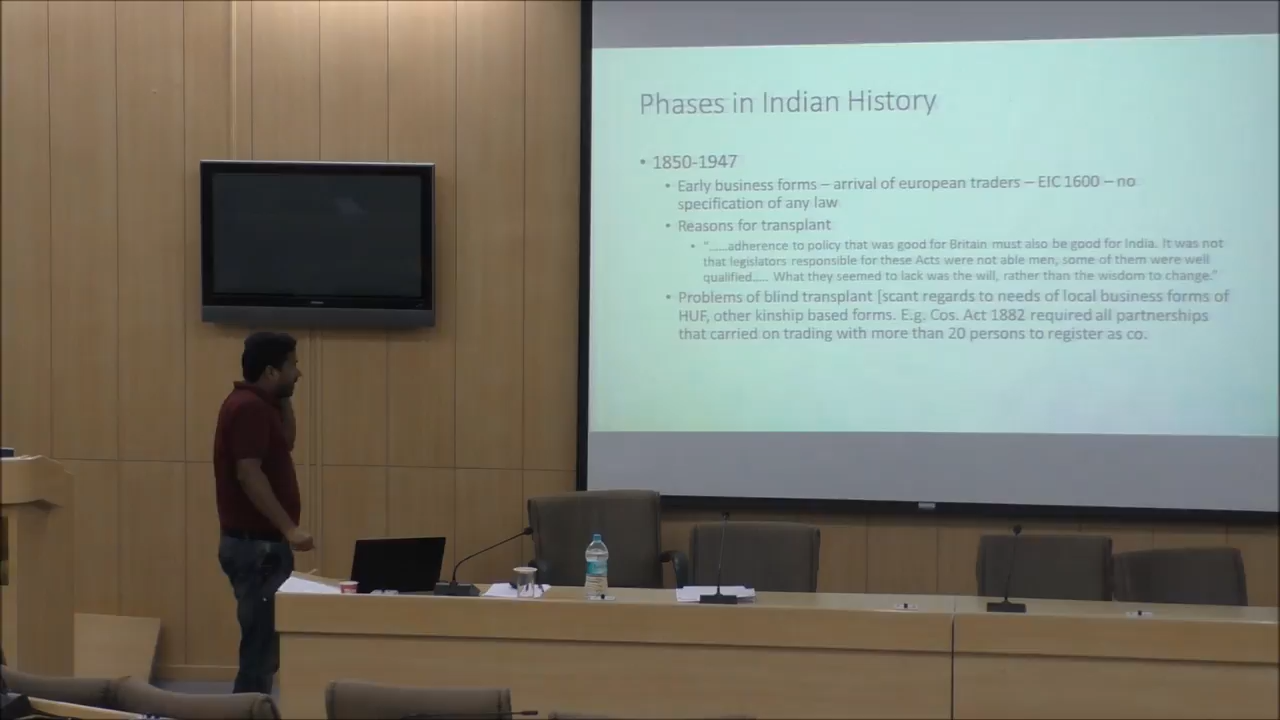 Phases in Indian History
• 1850-1947
• Early business forms – arrival of european traders – EIC 1600 – no
specification of any law
• Reasons for transplant
• ".....adherence to policy that was good for Britain must also be good for India. It was not
that legislators responsible for these Acts were not able men, some of them were well
qualified..... What they seemed to lack was the will, rather than the wisdom to change."
• Problems of blind transplant [scant regards to needs of local business forms of
HUF, other kinship based forms. E.g. Cos. Act 1882 required all partnerships
that carried on trading with more than 20 persons to register as co.